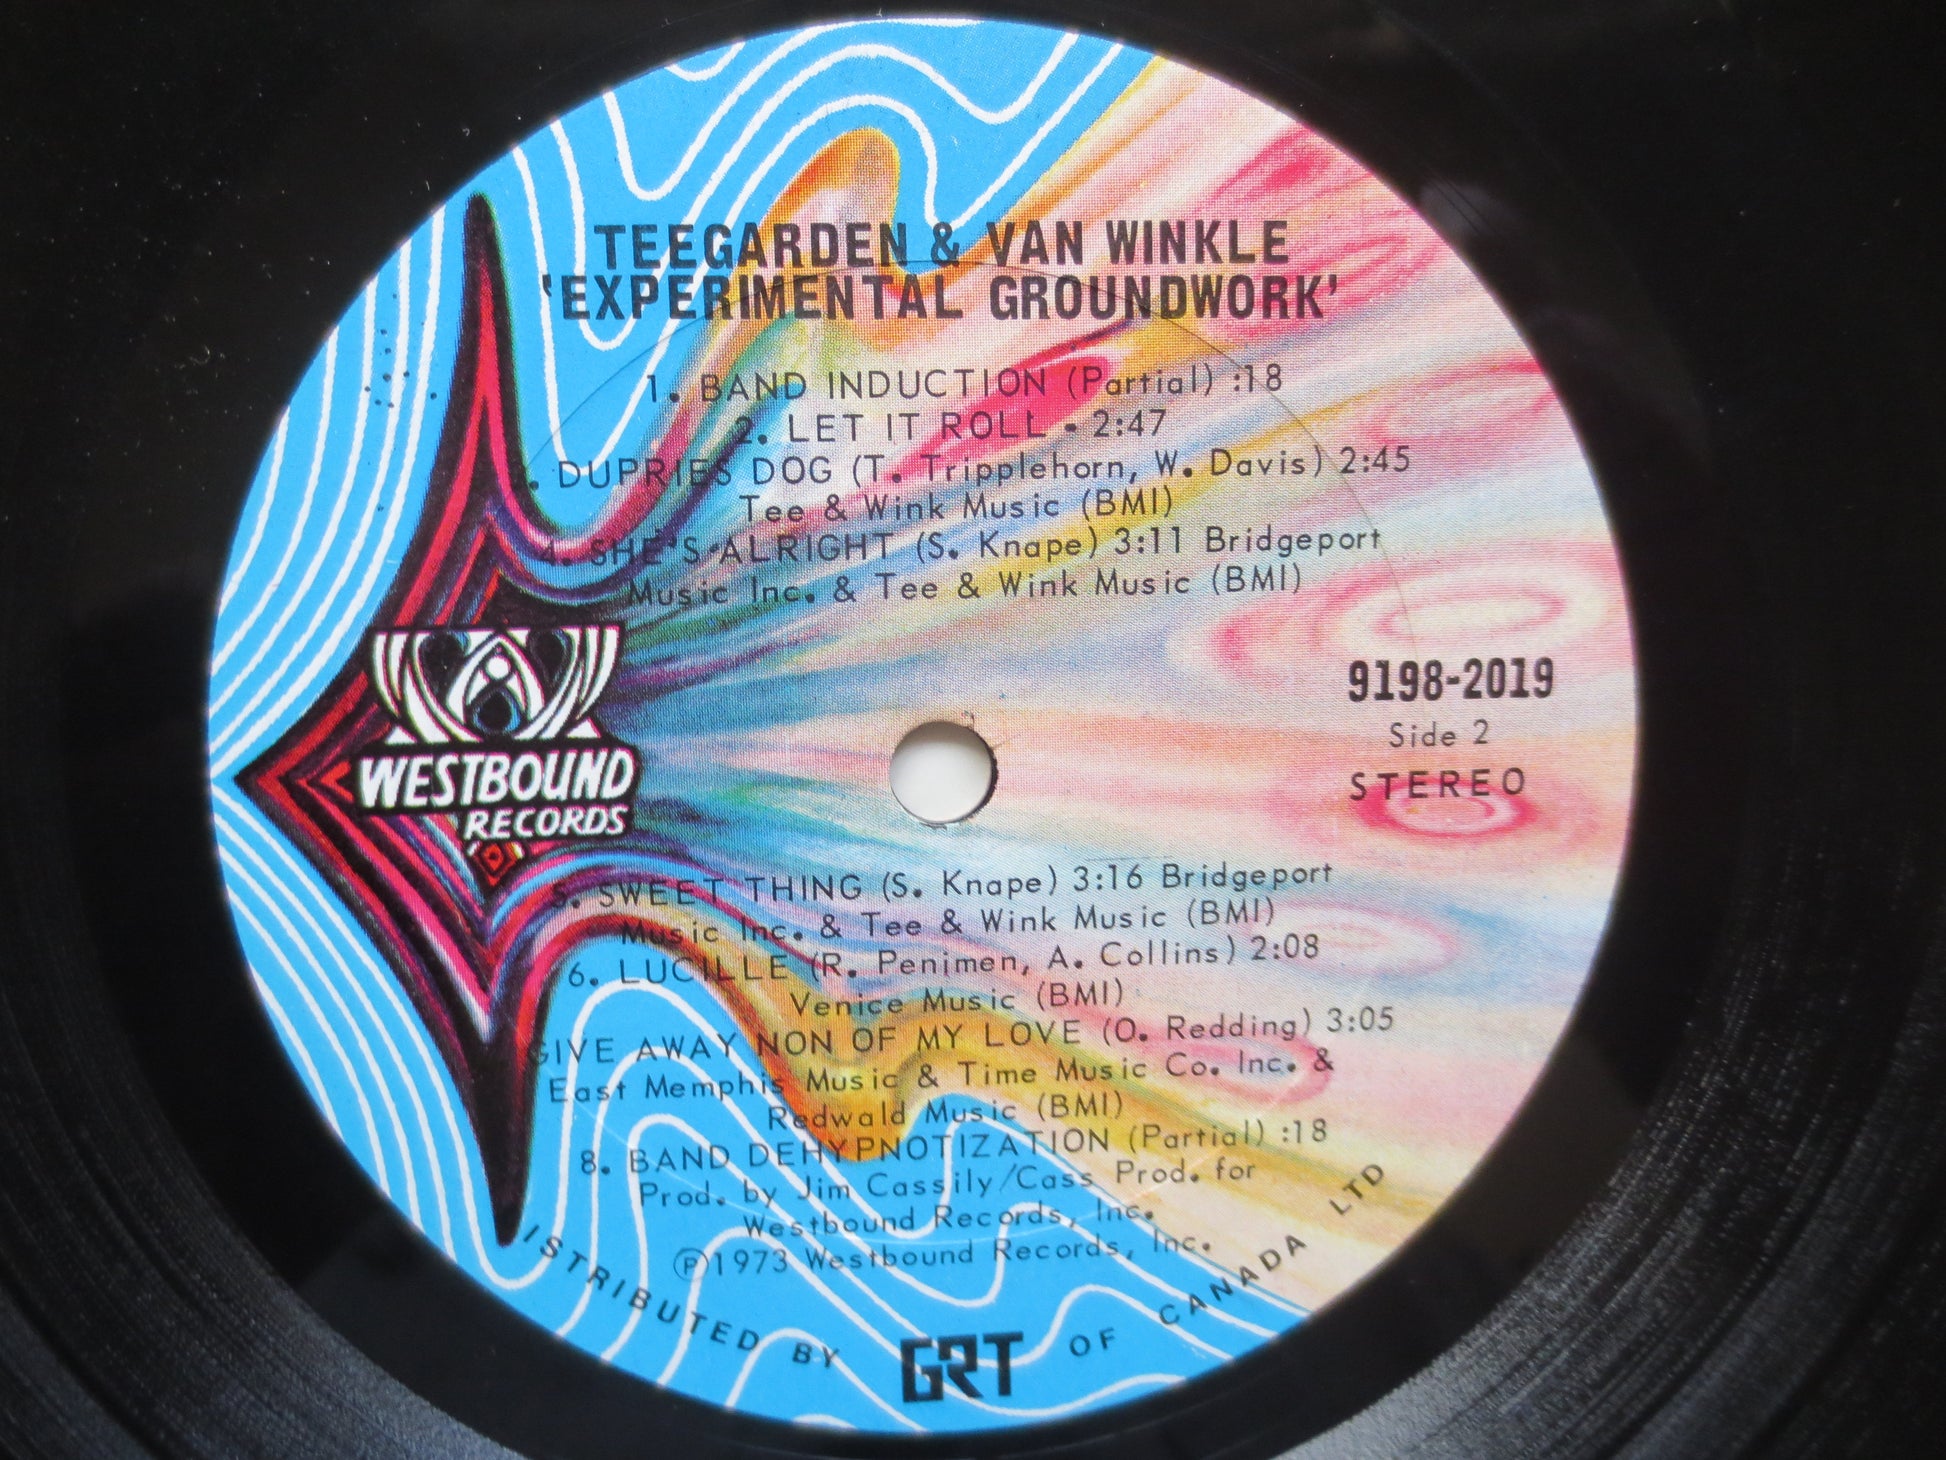 TEEGARDEN & VAN WINKLE
'EXPERIMENTAL GROUNDWORK'
1. BAND INDUCTION (Partial) :18
2. LET IT ROLL - 2:47
. DUPRIES DOG (T. Tripplehorn, W. Davis) 2:45
Tee & Wink Music (BMI)
4. SHE'S ALRIGHT (S. Knape) 3:11 Bridgeport
Music Inc. & Tee & Wink Music (BMI)
9198-2019
Side 2
STEREO
WESTBOUND
RECORDS
5. SWEET THING (S. Knape) 3:16 Bridgeport
Music Inc. & Tee & Wink Music (BMI)
6. LUCILLE (R. Penimen, A. Collins) 2:08
Venice Music (BMI)
GIVE AWAY NON OF MY LOVE (O. Redding) 3:05
East Memphis Music & Time Music Co. Inc. &
Redwald Music (BMI)
8. BAND DEHYPNOTIZATION (Partial) :18
Prod. by Jim Cassily/Cass Prod. for
Westbound Records, Inc.
Ⓟ1973 Westbound Records, Inc.
ISTRIBUTED BY GRT OF CANADA LTD